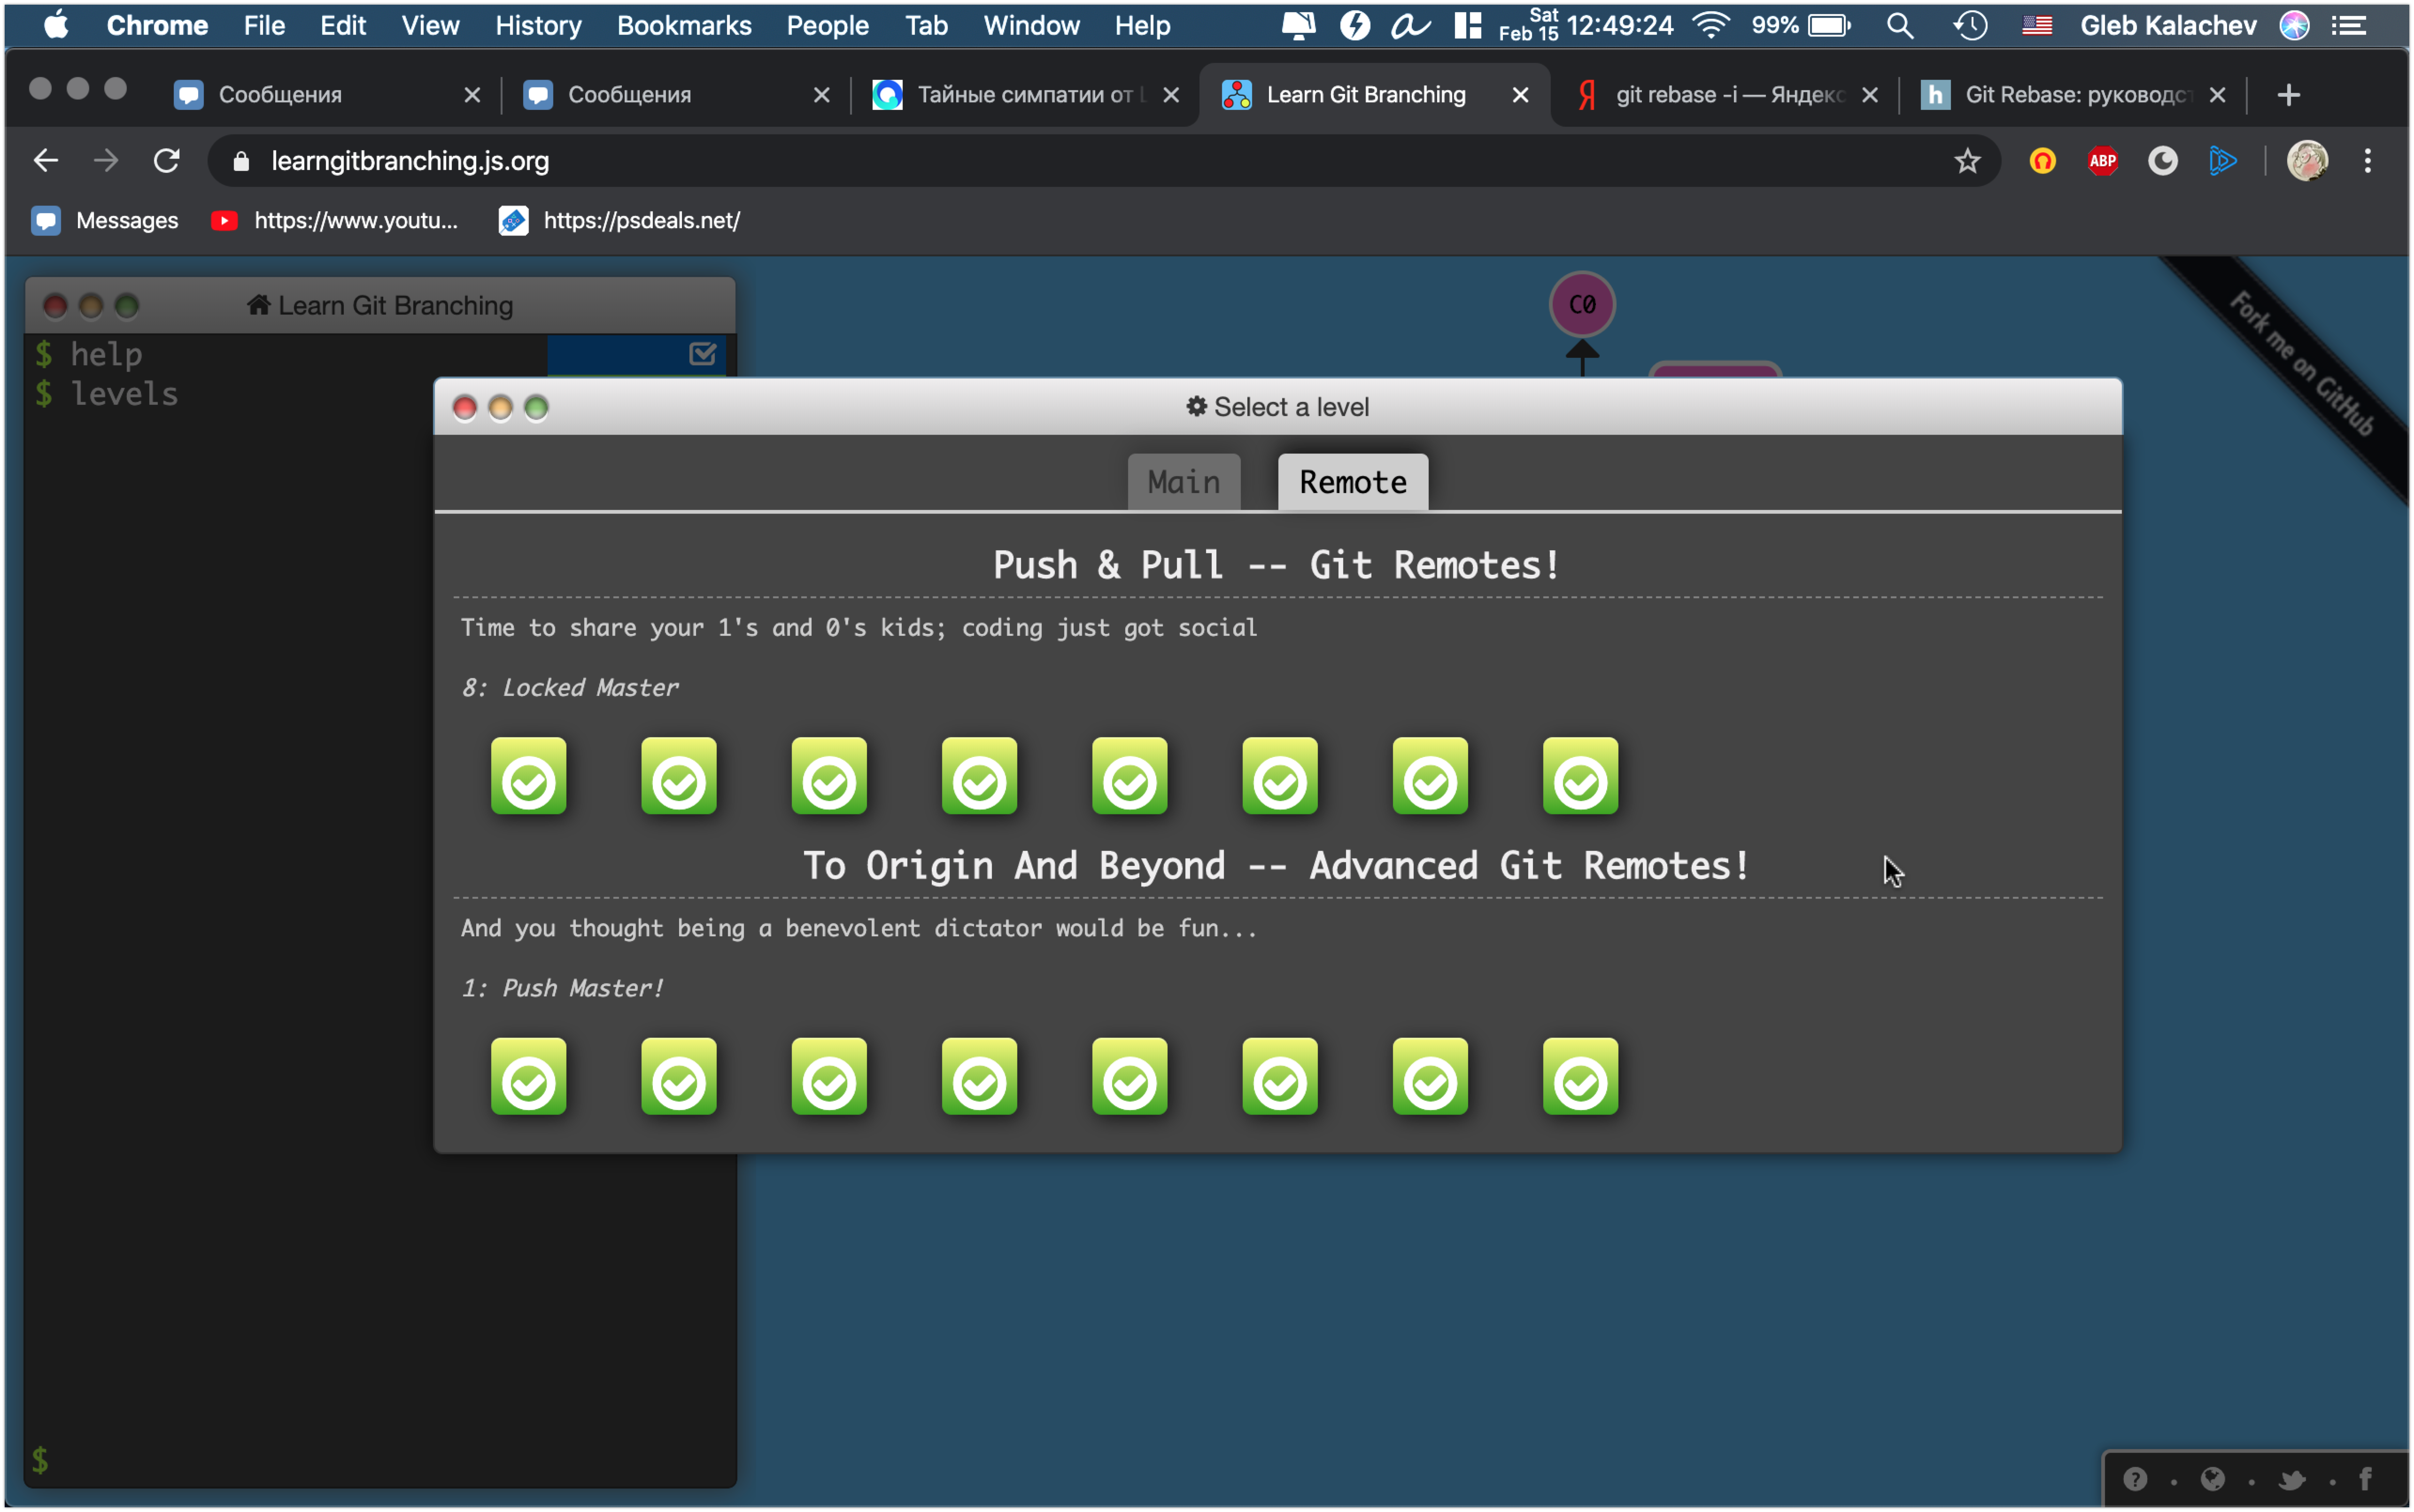 Chrome File Edit View History Bookmarks People Tab Window Help Sat Feb 15 12:49:24 99% Gleb Kalachev
Сообщения Сообщения Тайные симпатии от Learn Git Branching Я git rebase -i — Яндекс h Git Rebase: руководст
learngitbranching.js.org ABP
Messages https://www.youtu... https://psdeals.net/
Learn Git Branching
$ help
$ levels
C0
Fork me on GitHub
Select a level
Main Remote
Push & Pull -- Git Remotes!
Time to share your 1's and 0's kids; coding just got social
8: Locked Master
To Origin And Beyond -- Advanced Git Remotes!
And you thought being a benevolent dictator would be fun...
1: Push Master!
$